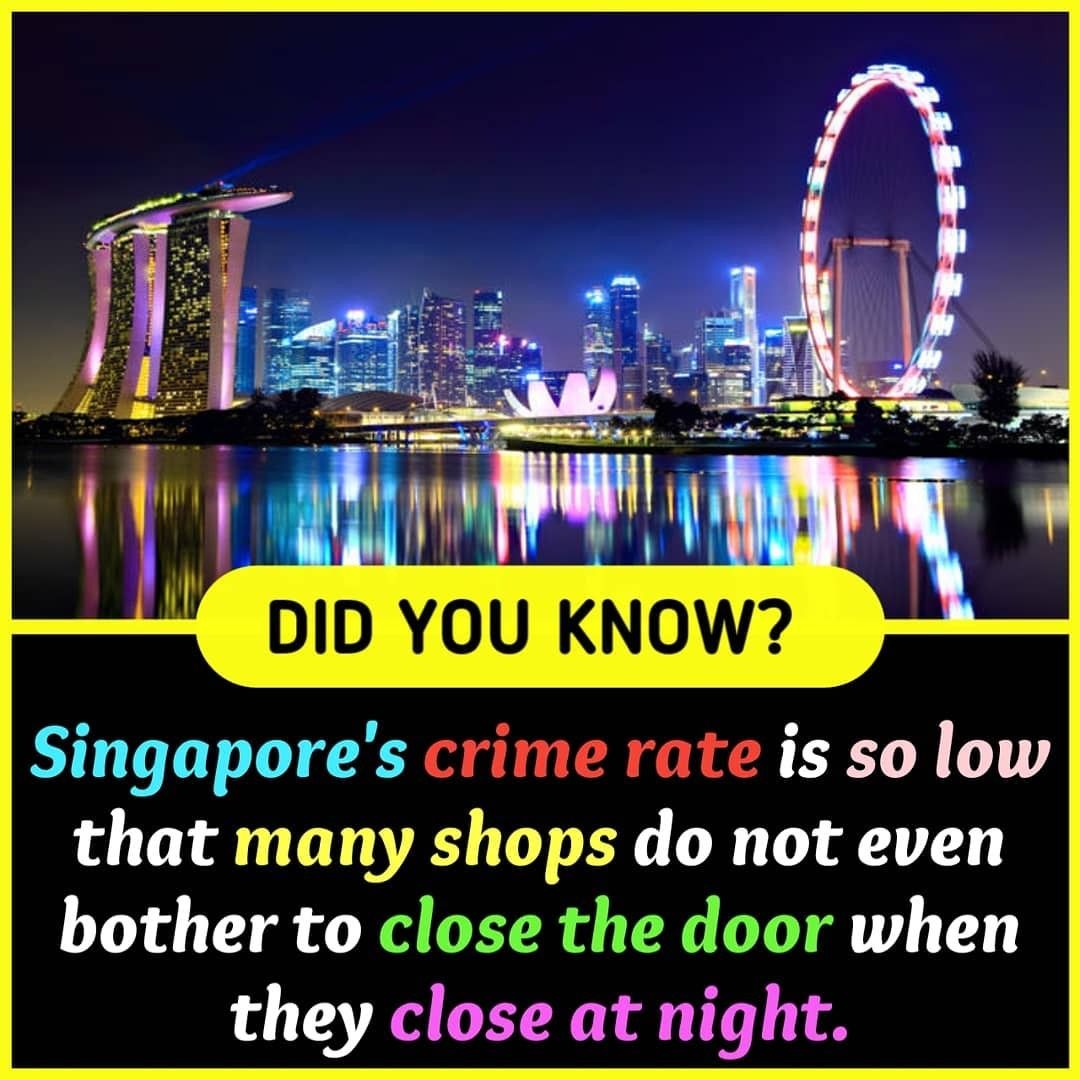 DID YOU KNOW?
Singapore's crime rate is so low
that many shops do not even
bother to close the door when
they close at night.